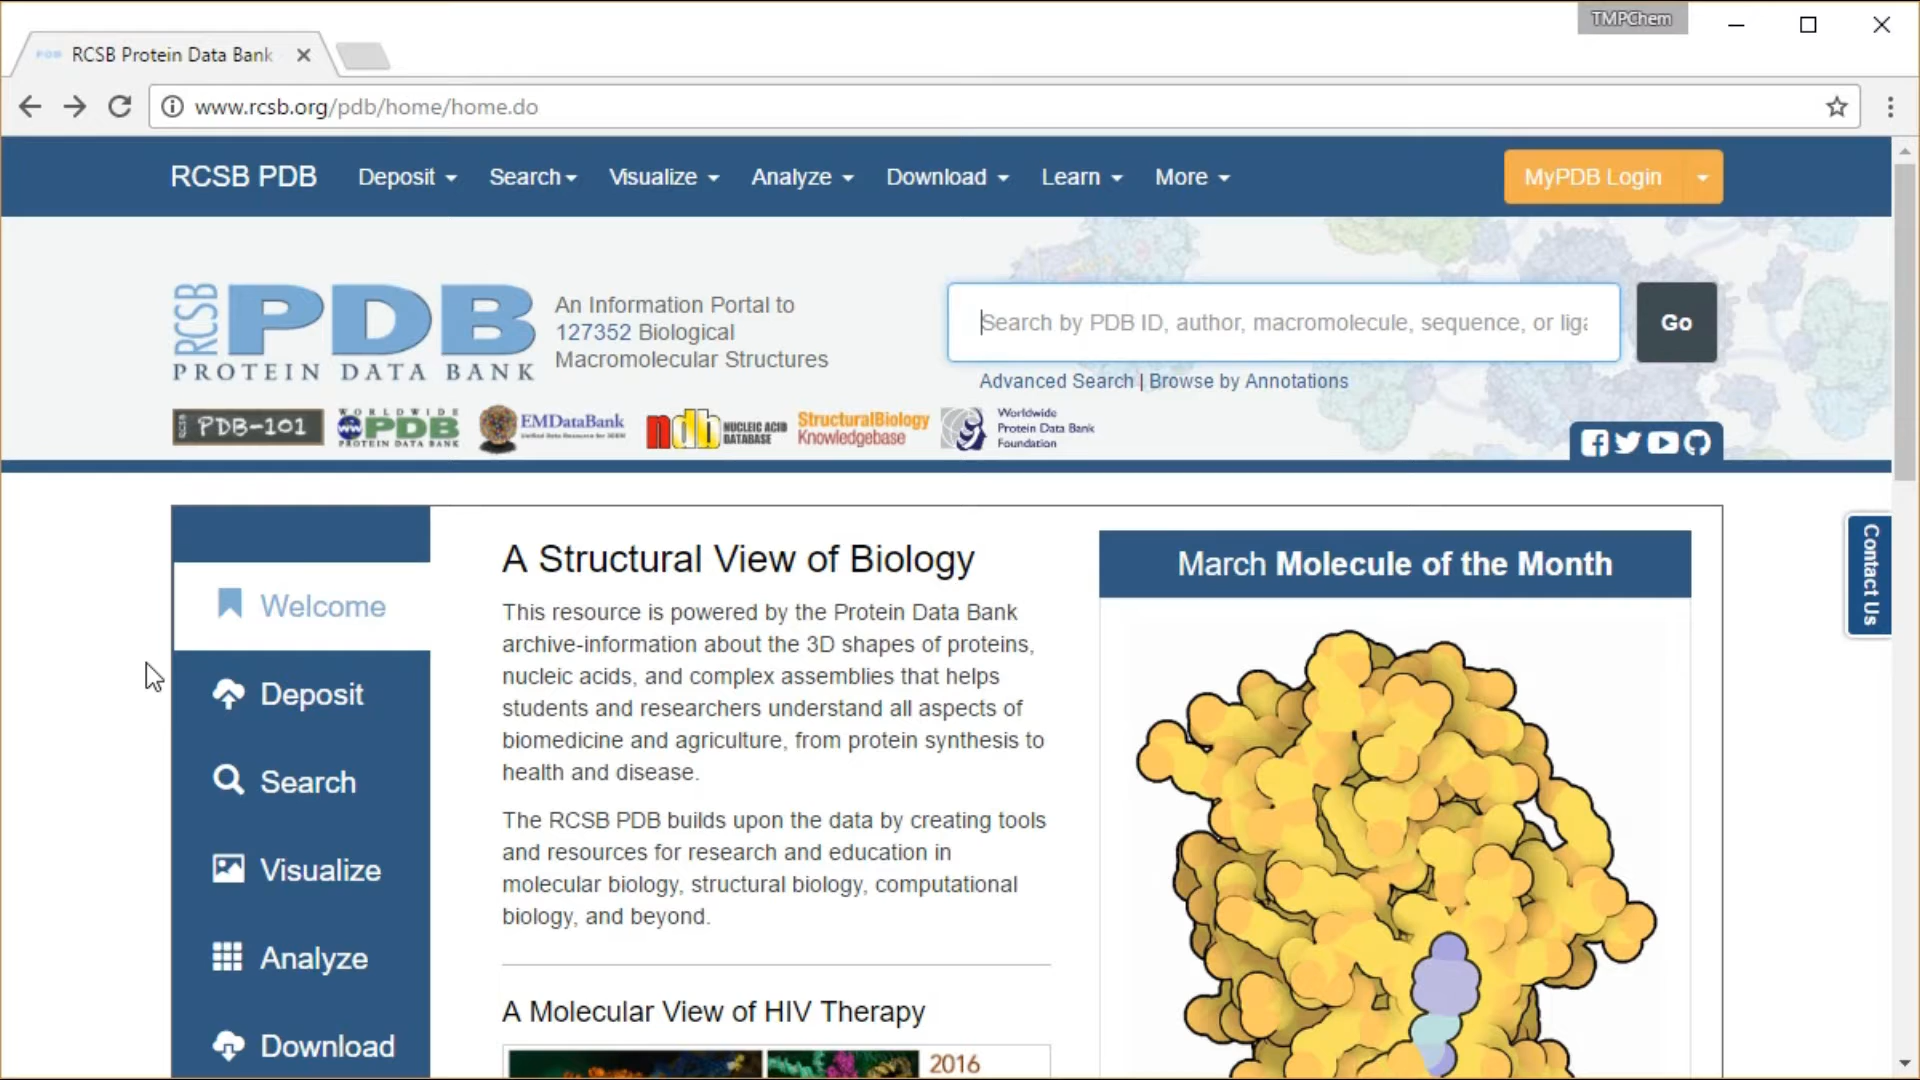 TMPChem
RCSB Protein Data Bank
www.rcsb.org/pdb/home/home.do
RCSB PDB Deposit Search Visualize Analyze Download Learn More MyPDB Login
RCSB PDB
PROTEIN DATA BANK
An Information Portal to
127352 Biological
Macromolecular Structures
Search by PDB ID, author, macromolecule, sequence, or liga
Go
Advanced Search | Browse by Annotations
PDB-101
WORLDWIDE
PDB
PROTEIN DATA BANK
EMDataBank
ndb NUCLEIC ACID
DATABASE
StructuralBiology
Knowledgebase
Worldwide
Protein Data Bank
Foundation
Contact Us
Welcome
Deposit
Search
Visualize
Analyze
Download
A Structural View of Biology
This resource is powered by the Protein Data Bank
archive-information about the 3D shapes of proteins,
nucleic acids, and complex assemblies that helps
students and researchers understand all aspects of
biomedicine and agriculture, from protein synthesis to
health and disease.
The RCSB PDB builds upon the data by creating tools
and resources for research and education in
molecular biology, structural biology, computational
biology, and beyond.
A Molecular View of HIV Therapy
2016
March Molecule of the Month